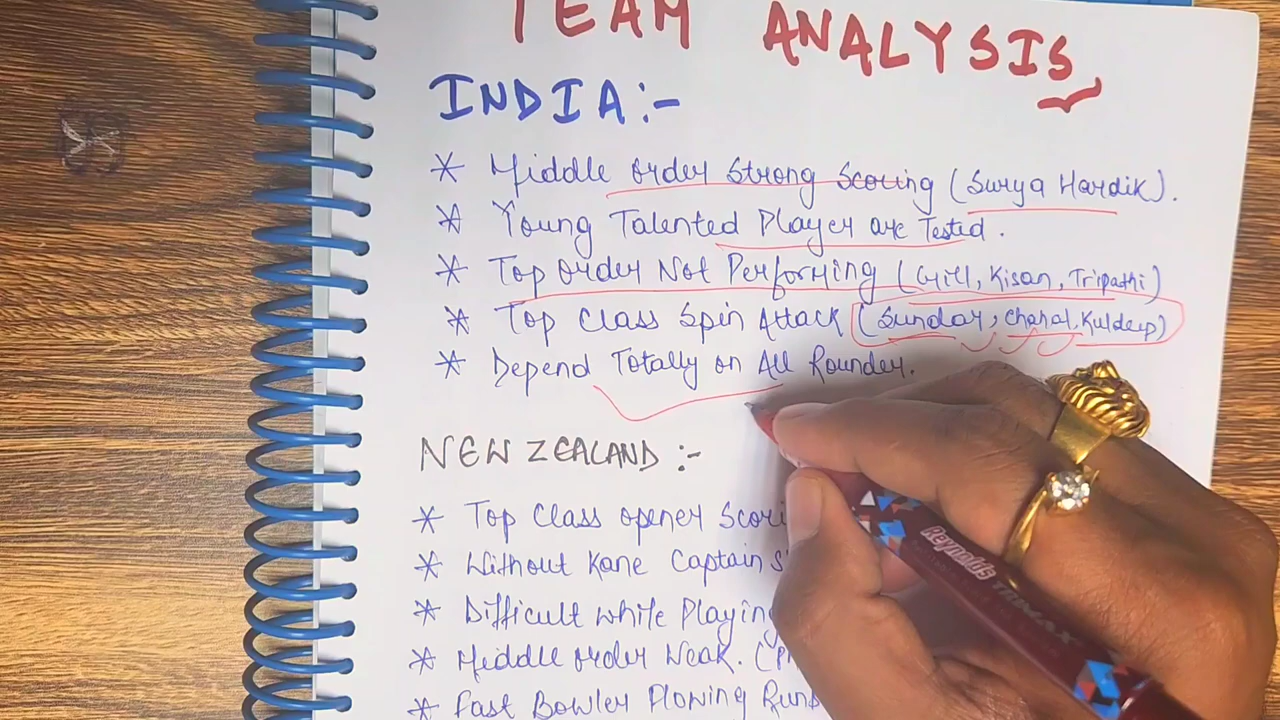 TEAM ANALYSIS
INDIA:-
* Middle order Strong Scoring (Surya Hardik).
* Young Talented Player are Tested.
* Top order Not Performing (Gill, Kisan, Tripathi)
* Top Class Spin Attack (Sundar, Chahal, Kuldeep)
* Depend Totally on All Rounder.
NEW ZEALAND :-
* Top Class opener Scori
* Without Kane Captain s
* Difficult while Playing
* Middle order Weak. (P
* Fast Bowler Flowing Runs
Reynolds TRIMAX